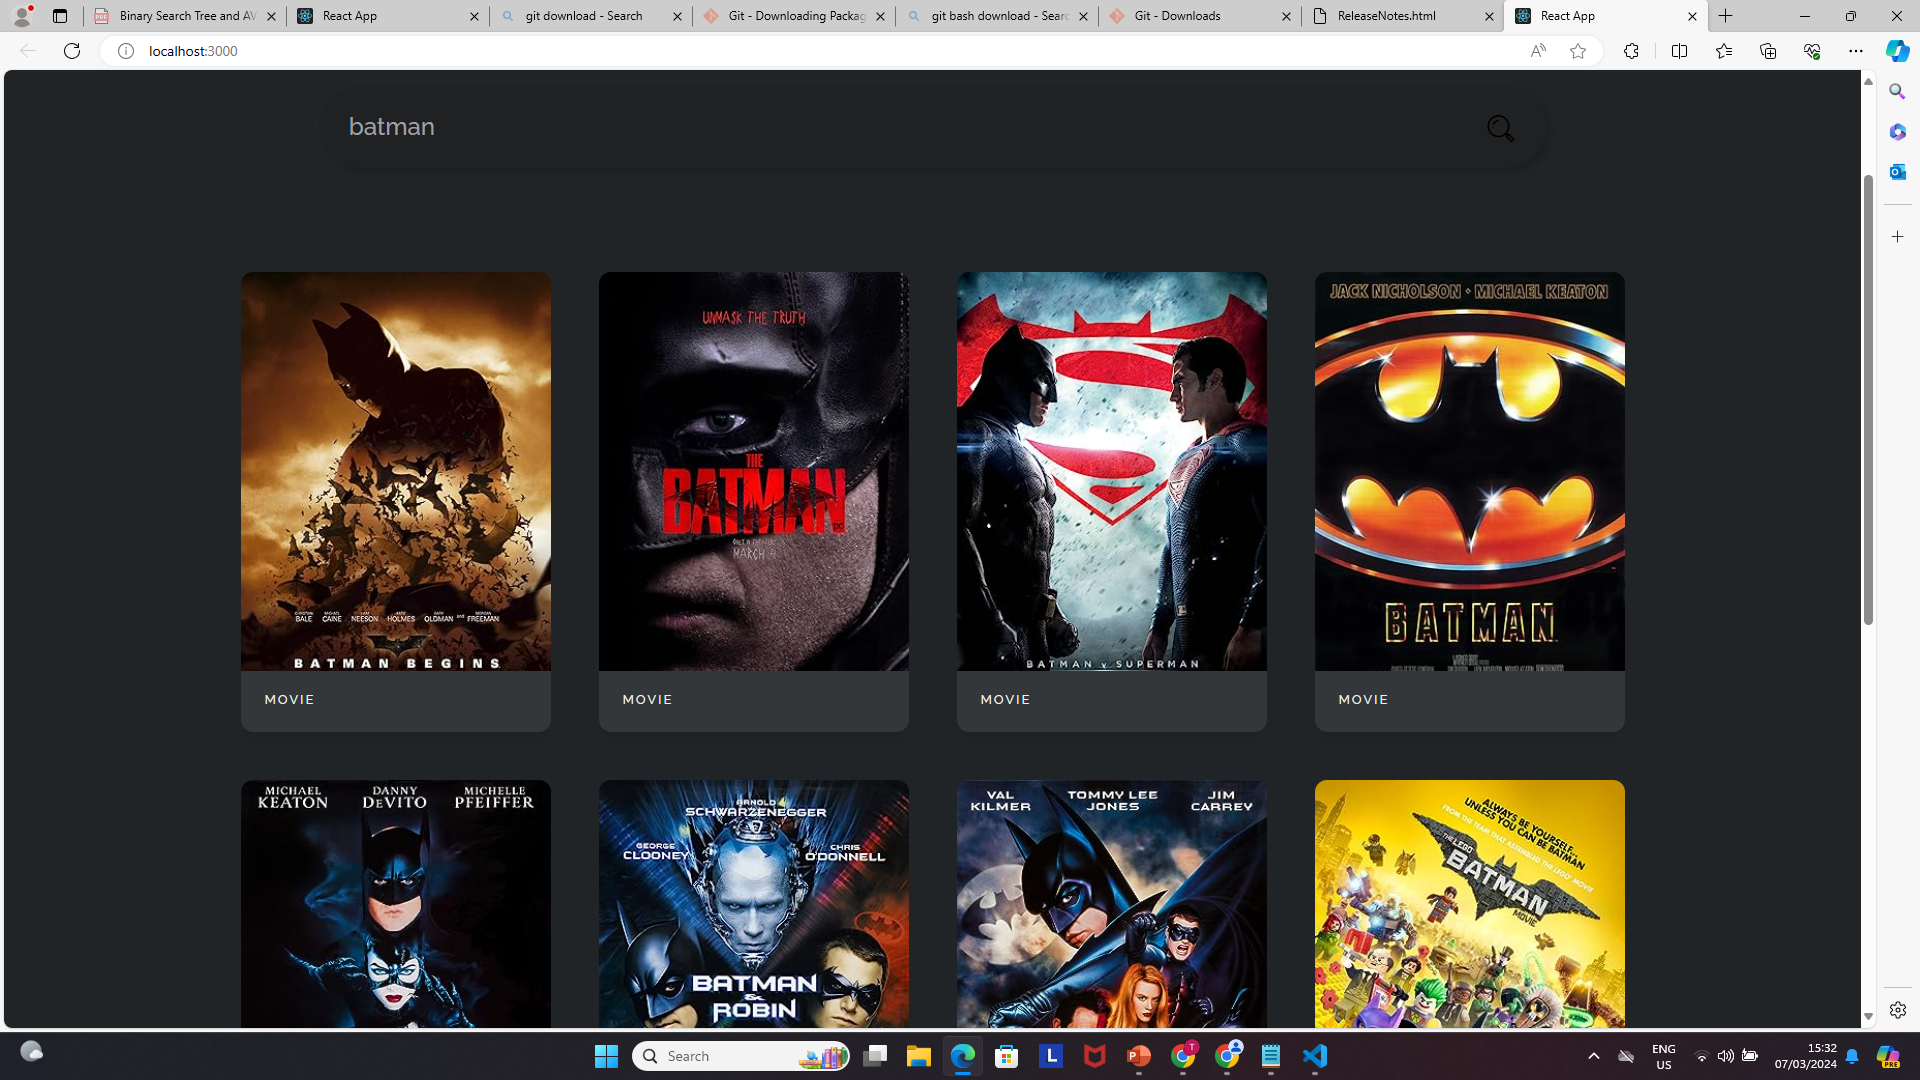 Binary Search Tree and AV
React App
git download - Search
Git - Downloading Packag
git bash download - Searc
Git - Downloads
ReleaseNotes.html
React App
localhost:3000
batman
UNMASK THE TRUTH
THE
BATMAN
MARCH 4
BATMAN BEGINS
CHRISTIAN BALE
MICHAEL CAINE
LIAM NEESON
KATIE HOLMES
GARY OLDMAN
and
MORGAN FREEMAN
BATMAN v SUPERMAN
JACK NICHOLSON • MICHAEL KEATON
BATMAN
MOVIE
MOVIE
MOVIE
MOVIE
MICHAEL KEATON
DANNY DeVITO
MICHELLE PFEIFFER
ARNOLD
SCHWARZENEGGER
GEORGE CLOONEY
CHRIS O'DONNELL
BATMAN
&
ROBIN
VAL KILMER
TOMMY LEE JONES
JIM CARREY
ALWAYS BE YOURSELF...
UNLESS YOU CAN BE BATMAN
FROM THE TEAM THAT ASSEMBLED THE LEGO MOVIE
THE LEGO
BATMAN
MOVIE
Search
ENG
US
15:32
07/03/2024